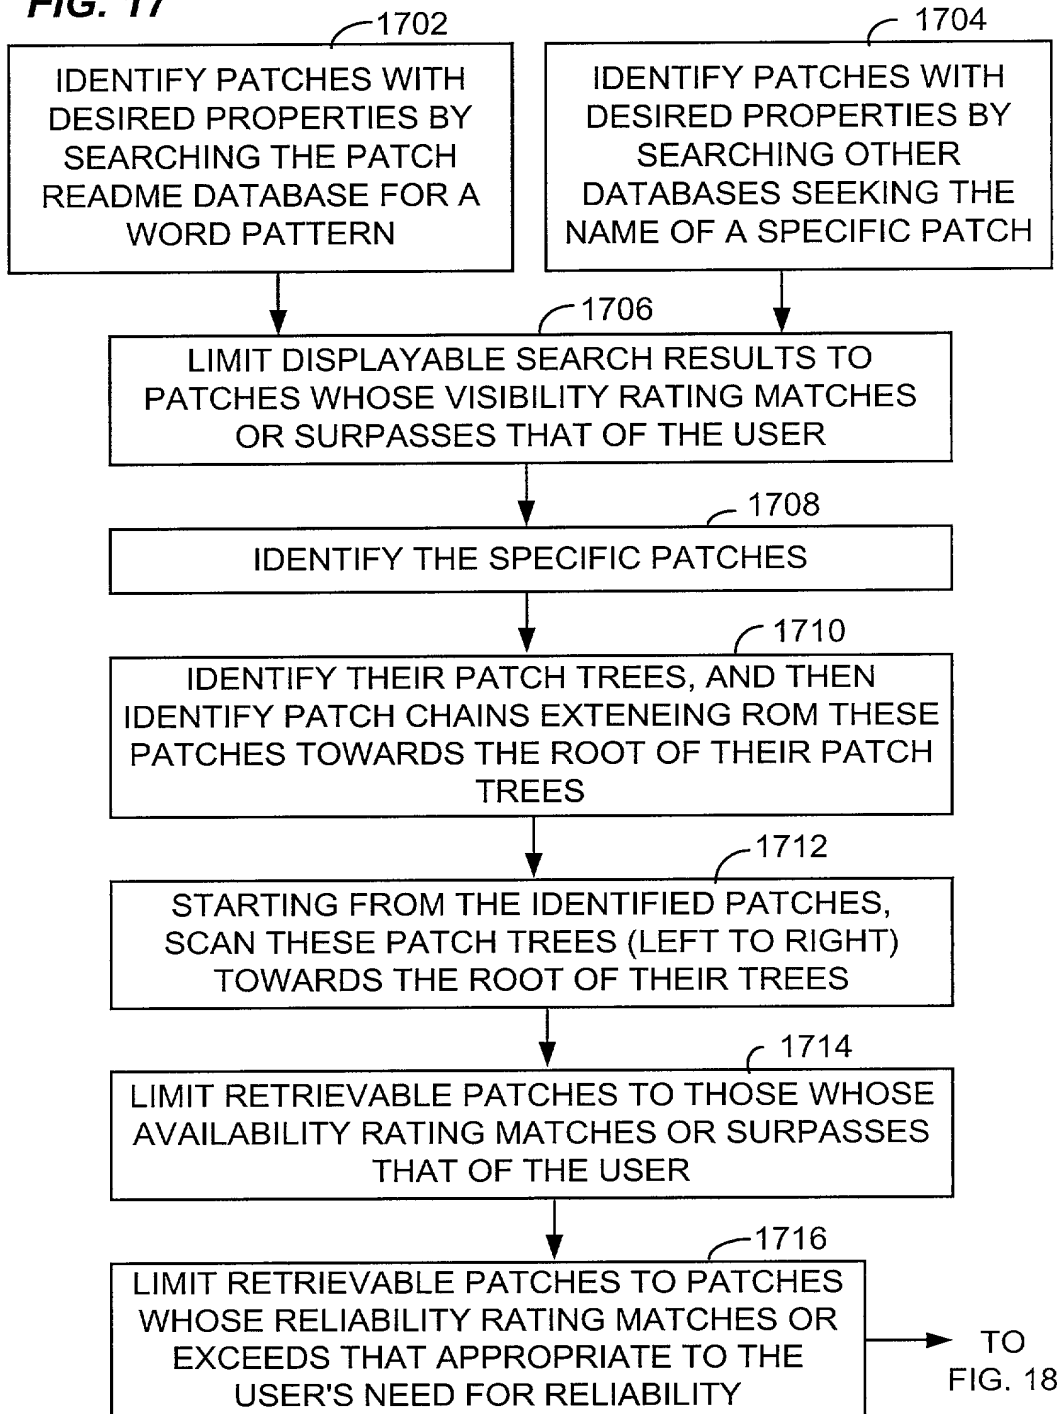 FIG. 17
1702
IDENTIFY PATCHES WITH
DESIRED PROPERTIES BY
SEARCHING THE PATCH
README DATABASE FOR A
WORD PATTERN
1704
IDENTIFY PATCHES WITH
DESIRED PROPERTIES BY
SEARCHING OTHER
DATABASES SEEKING THE
NAME OF A SPECIFIC PATCH
1706
LIMIT DISPLAYABLE SEARCH RESULTS TO
PATCHES WHOSE VISIBILITY RATING MATCHES
OR SURPASSES THAT OF THE USER
1708
IDENTIFY THE SPECIFIC PATCHES
1710
IDENTIFY THEIR PATCH TREES, AND THEN
IDENTIFY PATCH CHAINS EXTENEING ROM THESE
PATCHES TOWARDS THE ROOT OF THEIR PATCH
TREES
1712
STARTING FROM THE IDENTIFIED PATCHES,
SCAN THESE PATCH TREES (LEFT TO RIGHT)
TOWARDS THE ROOT OF THEIR TREES
1714
LIMIT RETRIEVABLE PATCHES TO THOSE WHOSE
AVAILABILITY RATING MATCHES OR SURPASSES
THAT OF THE USER
1716
LIMIT RETRIEVABLE PATCHES TO PATCHES
WHOSE RELIABILITY RATING MATCHES OR
EXCEEDS THAT APPROPRIATE TO THE
USER'S NEED FOR RELIABILITY
TO
FIG. 18